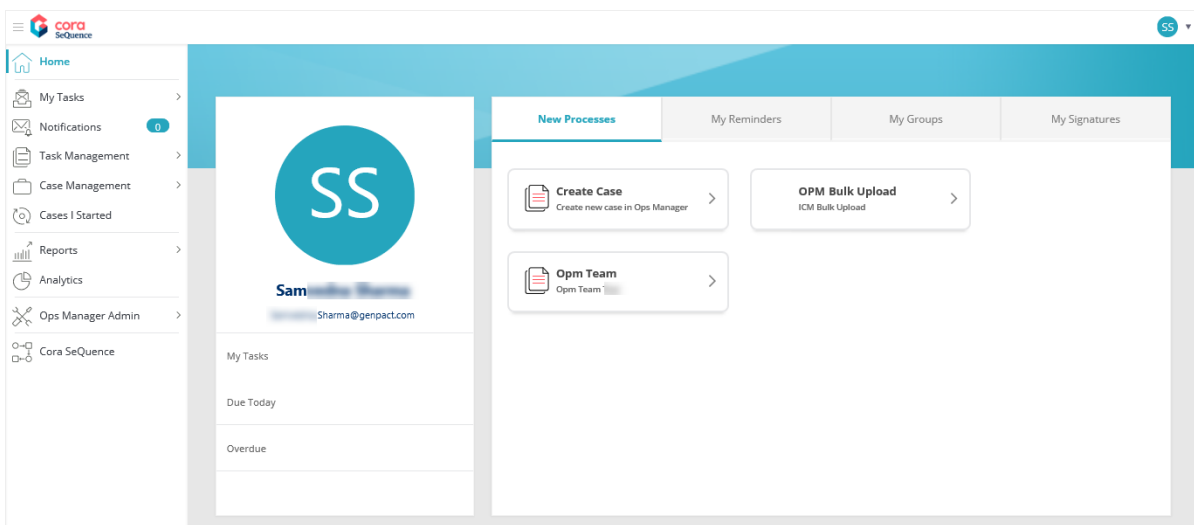 cora
SeQuence
SS
Home
My Tasks
Notifications
0
Task Management
Case Management
Cases I Started
Reports
Analytics
Ops Manager Admin
Cora SeQuence
SS
Sam
Sharma@genpact.com
My Tasks
Due Today
Overdue
New Processes
My Reminders
My Groups
My Signatures
Create Case
Create new case in Ops Manager
OPM Bulk Upload
ICM Bulk Upload
Opm Team
Opm Team